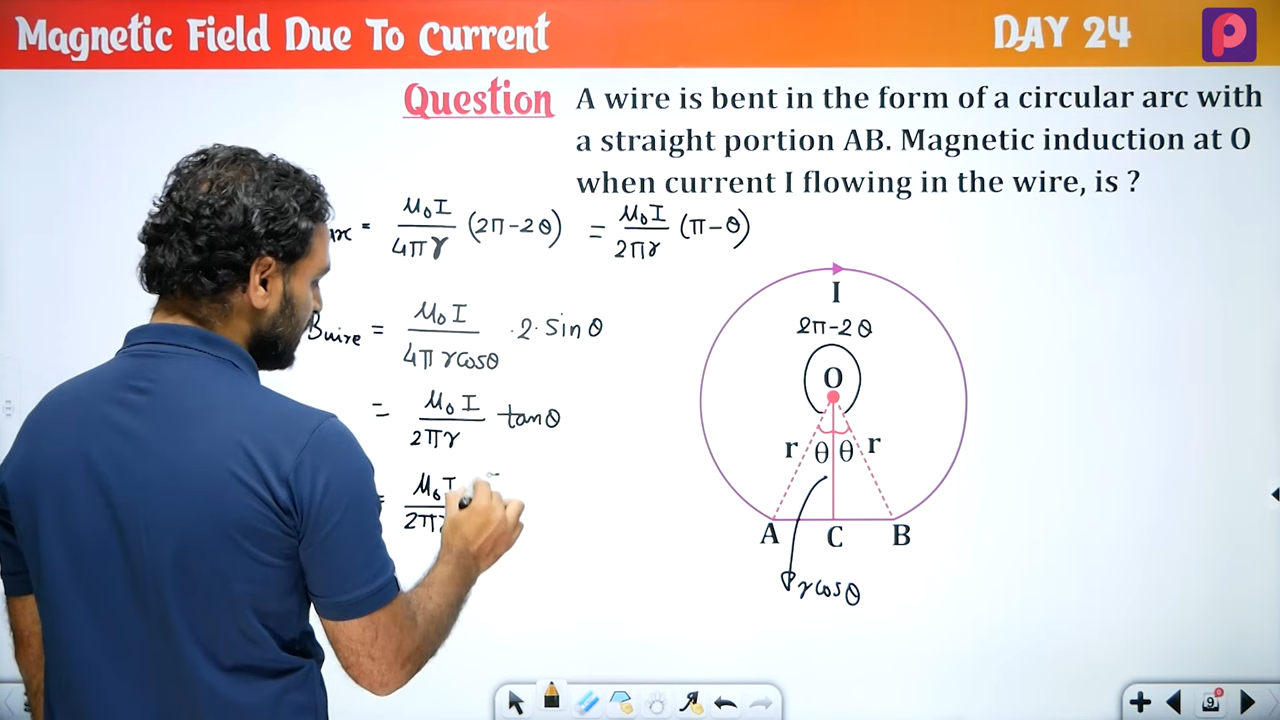 Magnetic Field Due To Current
DAY 24
Question
A wire is bent in the form of a circular arc with
a straight portion AB. Magnetic induction at O
when current I flowing in the wire, is ?
= μ₀I/4πr (2π-2θ) = μ₀I/2πr (π-θ)
Bwire = μ₀I/4πrcosθ .2. sinθ
= μ₀I/2πr tanθ
= μ₀I
I
2π-2θ
O
r θ θ r
A C B
rcosθ
9